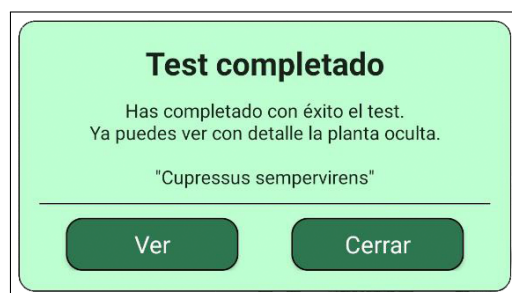 Test completado
Has completado con éxito el test.
Ya puedes ver con detalle la planta oculta.
"Cupressus sempervirens"
Ver
Cerrar